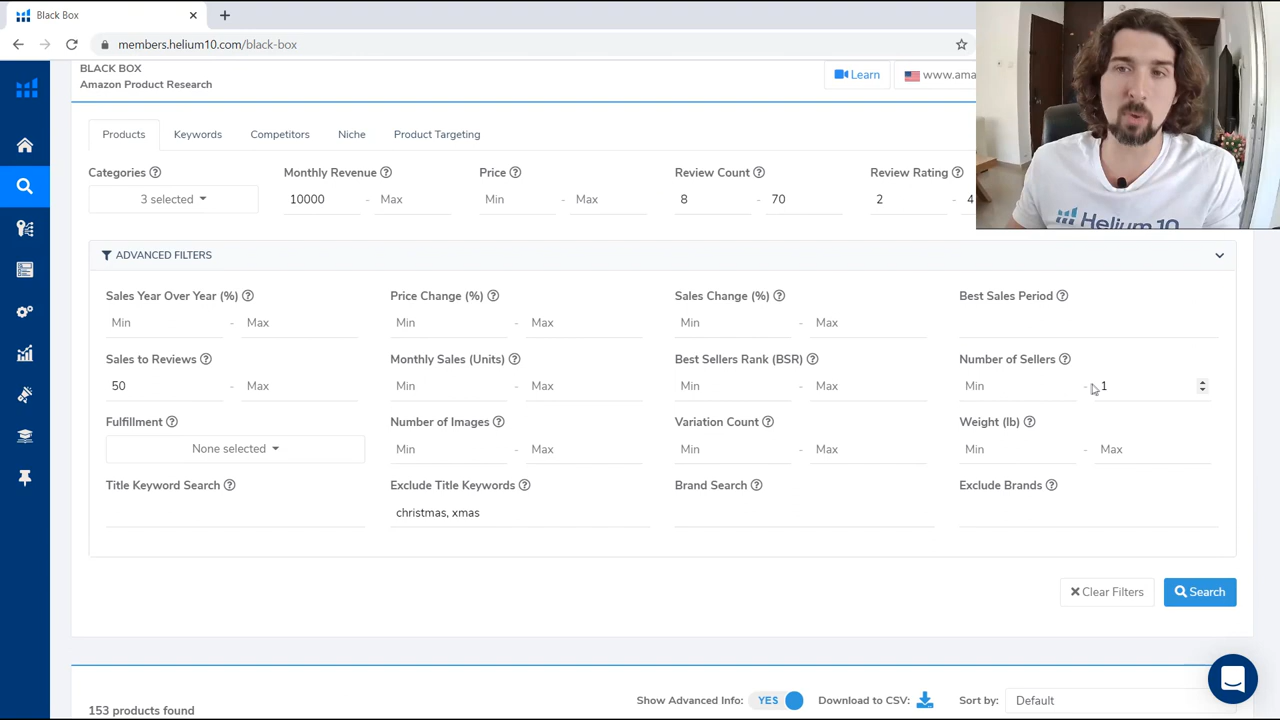 Black Box
members.helium10.com/black-box
BLACK BOX
Amazon Product Research
Learn
www.ama
Products Keywords Competitors Niche Product Targeting
Categories Monthly Revenue Price Review Count Review Rating
3 selected 10000 - Max Min - Max 8 - 70 2 - 4
Helium 10
ADVANCED FILTERS
Sales Year Over Year (%) Price Change (%) Sales Change (%) Best Sales Period
Min - Max Min - Max Min - Max
Sales to Reviews Monthly Sales (Units) Best Sellers Rank (BSR) Number of Sellers
50 - Max Min - Max Min - Max Min - 1
Fulfillment Number of Images Variation Count Weight (lb)
None selected Min - Max Min - Max Min - Max
Title Keyword Search Exclude Title Keywords Brand Search Exclude Brands
christmas, xmas
Clear Filters Search
153 products found Show Advanced Info: YES Download to CSV: Sort by: Default